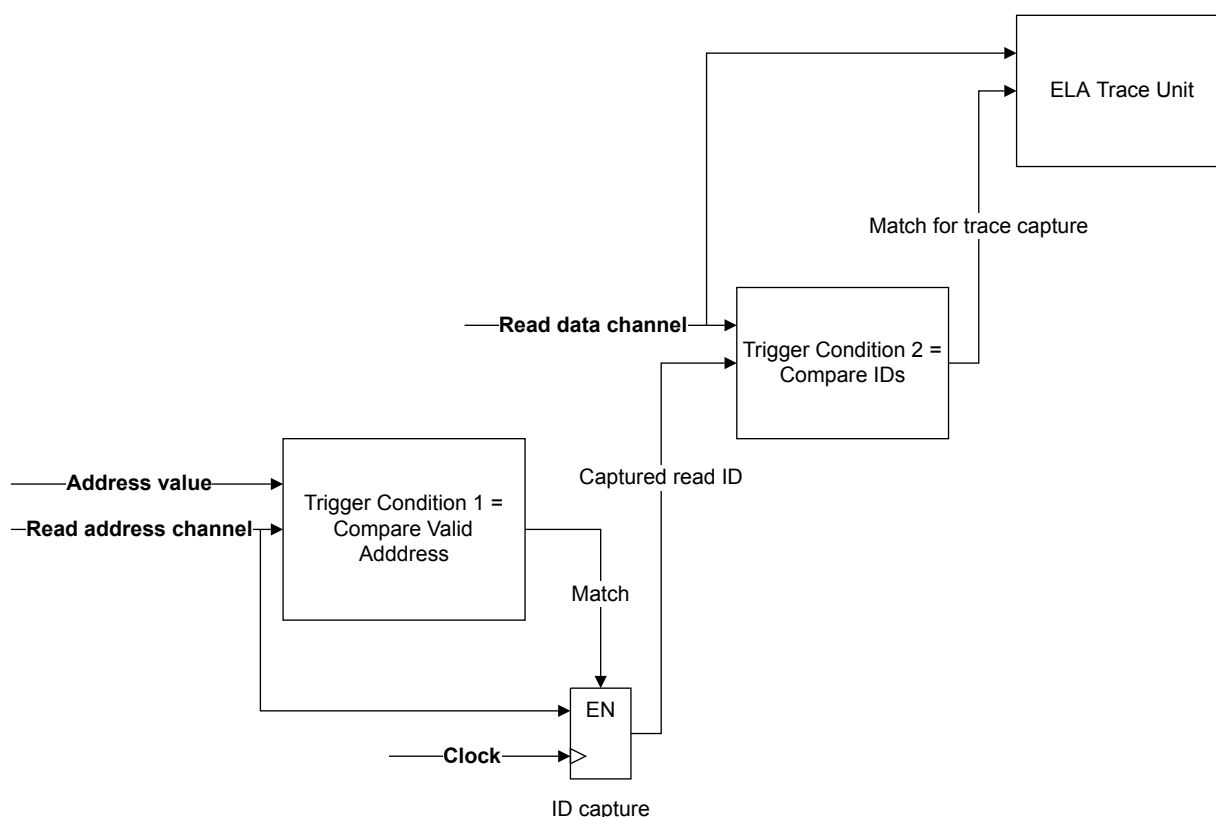 ELA Trace Unit
Match for trace capture
Read data channel
Trigger Condition 2 =
Compare IDs
Captured read ID
Address value
Read address channel
Trigger Condition 1 =
Compare Valid
Adddress
Match
EN
Clock
ID capture